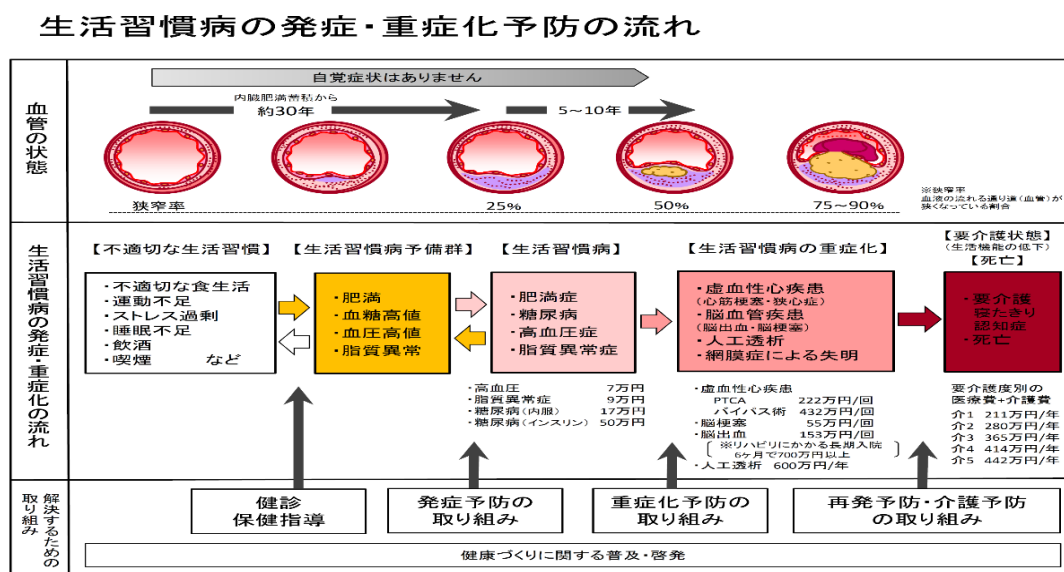 生活習慣病の発症・重症化予防の流れ
血管の状態
自覚症状はありません
内臓肥満蓄積から
約30年
5～10年
狭窄率
25%
50%
75～90%
※狭窄率
血液の流れる通り道(血管)が
狭くなっている割合
生活習慣病の発症・重症化の流れ
【不適切な生活習慣】
・不適切な食生活
・運動不足
・ストレス過剰
・睡眠不足
・飲酒
・喫煙 など
【生活習慣病予備群】
・肥満
・血糖高値
・血圧高値
・脂質異常
【生活習慣病】
・肥満症
・糖尿病
・高血圧症
・脂質異常症
・高血圧 7万円
・脂質異常症 9万円
・糖尿病(内服) 17万円
・糖尿病(インスリン) 50万円
【生活習慣病の重症化】
・虚血性心疾患
(心筋梗塞・狭心症)
・脳血管疾患
(脳出血・脳梗塞)
・人工透析
・網膜症による失明
・虚血性心疾患
PTCA 222万円/回
バイパス術 432万円/回
・脳梗塞 55万円/回
・脳出血 153万円/回
※リハビリにかかる長期入院
6ヶ月で700万円以上
・人工透析 600万円/年
【要介護状態】
(生活機能の低下)
【死亡】
・要介護
寝たきり
認知症
・死亡
要介護度別の
医療費+介護費
介1 211万円/年
介2 280万円/年
介3 365万円/年
介4 414万円/年
介5 442万円/年
解決するための
取り組み
健診
保健指導
発症予防の
取り組み
重症化予防の
取り組み
再発予防・介護予防
の取り組み
健康づくりに関する普及・啓発